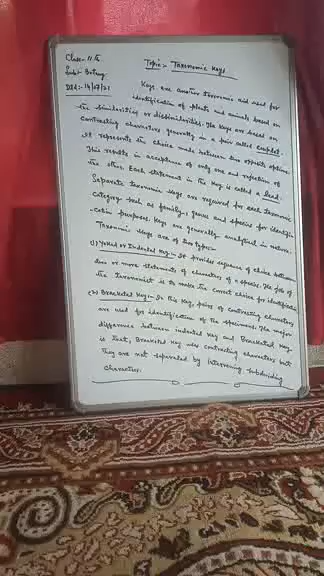 Class:- 11th
Sub:- Botany
Dtd:- 14/07/21
Topic:- Taxonomic Keys
Keys are another taxonomic aid used for
identification of plants and animals based on
the similarities or dissimilarities. The Keys are based on
contrasting characters generally in a pair called couplet.
It represents the choice made between two opposite options.
This results in acceptance of only one and rejection of
the other. Each statement in the key is called a lead.
Separate taxonomic Keys are required for each taxonomic
category such as family, genus and species for identifi-
cation purposes. Keys are generally analytical in nature.
Taxonomic Keys are of two types:-
(1) Yoked or Indented Key:- It provides sequence of choice between
two or more statements of characters of a species. The job of
the taxonomist is to make the correct choice for identification.
(2) Bracketed Key:- In this key, pairs of contrasting characters
are used for identification of the specimens. The major
difference between indented key and Bracketed Key
is that, Bracketed Key uses contrasting characters but
they are not separated by intervening subdividing
characters.